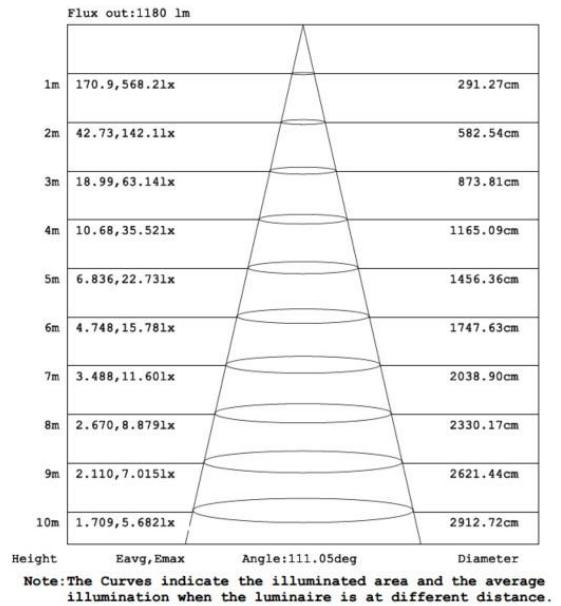 Flux out:1180 lm
1m 170.9,568.2lx 291.27cm
2m 42.73,142.1lx 582.54cm
3m 18.99,63.14lx 873.81cm
4m 10.68,35.52lx 1165.09cm
5m 6.836,22.73lx 1456.36cm
6m 4.748,15.78lx 1747.63cm
7m 3.488,11.60lx 2038.90cm
8m 2.670,8.879lx 2330.17cm
9m 2.110,7.015lx 2621.44cm
10m 1.709,5.682lx 2912.72cm
Height Eavg,Emax Angle:111.05deg Diameter
Note:The Curves indicate the illuminated area and the average
illumination when the luminaire is at different distance.